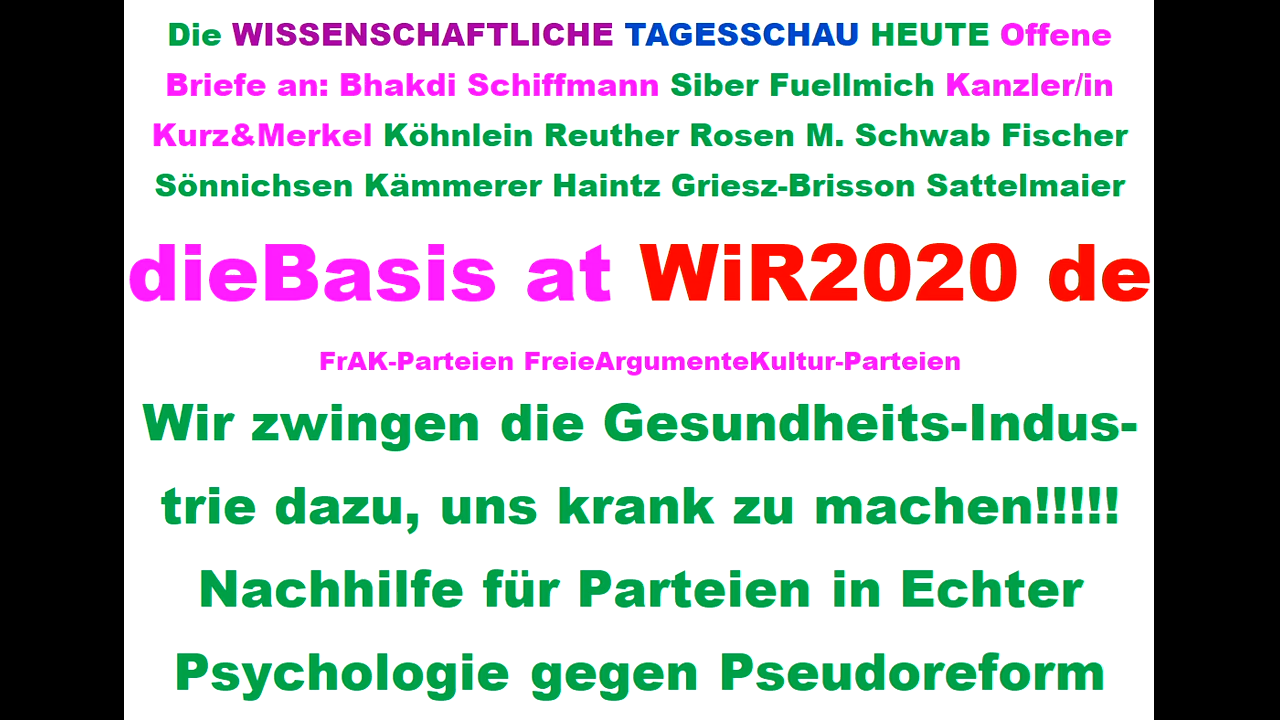 Die WISSENSCHAFTLICHE TAGESSCHAU HEUTE Offene
Briefe an: Bhakdi Schiffmann Siber Fuellmich Kanzler/in
Kurz&Merkel Köhnlein Reuther Rosen M. Schwab Fischer
Sönnichsen Kämmerer Haintz Griesz-Brisson Sattelmaier
dieBasis at WiR2020 de
FrAK-Parteien FreieArgumenteKultur-Parteien
Wir zwingen die Gesundheits-Indus-
trie dazu, uns krank zu machen!!!!!
Nachhilfe für Parteien in Echter
Psychologie gegen Pseudoreform